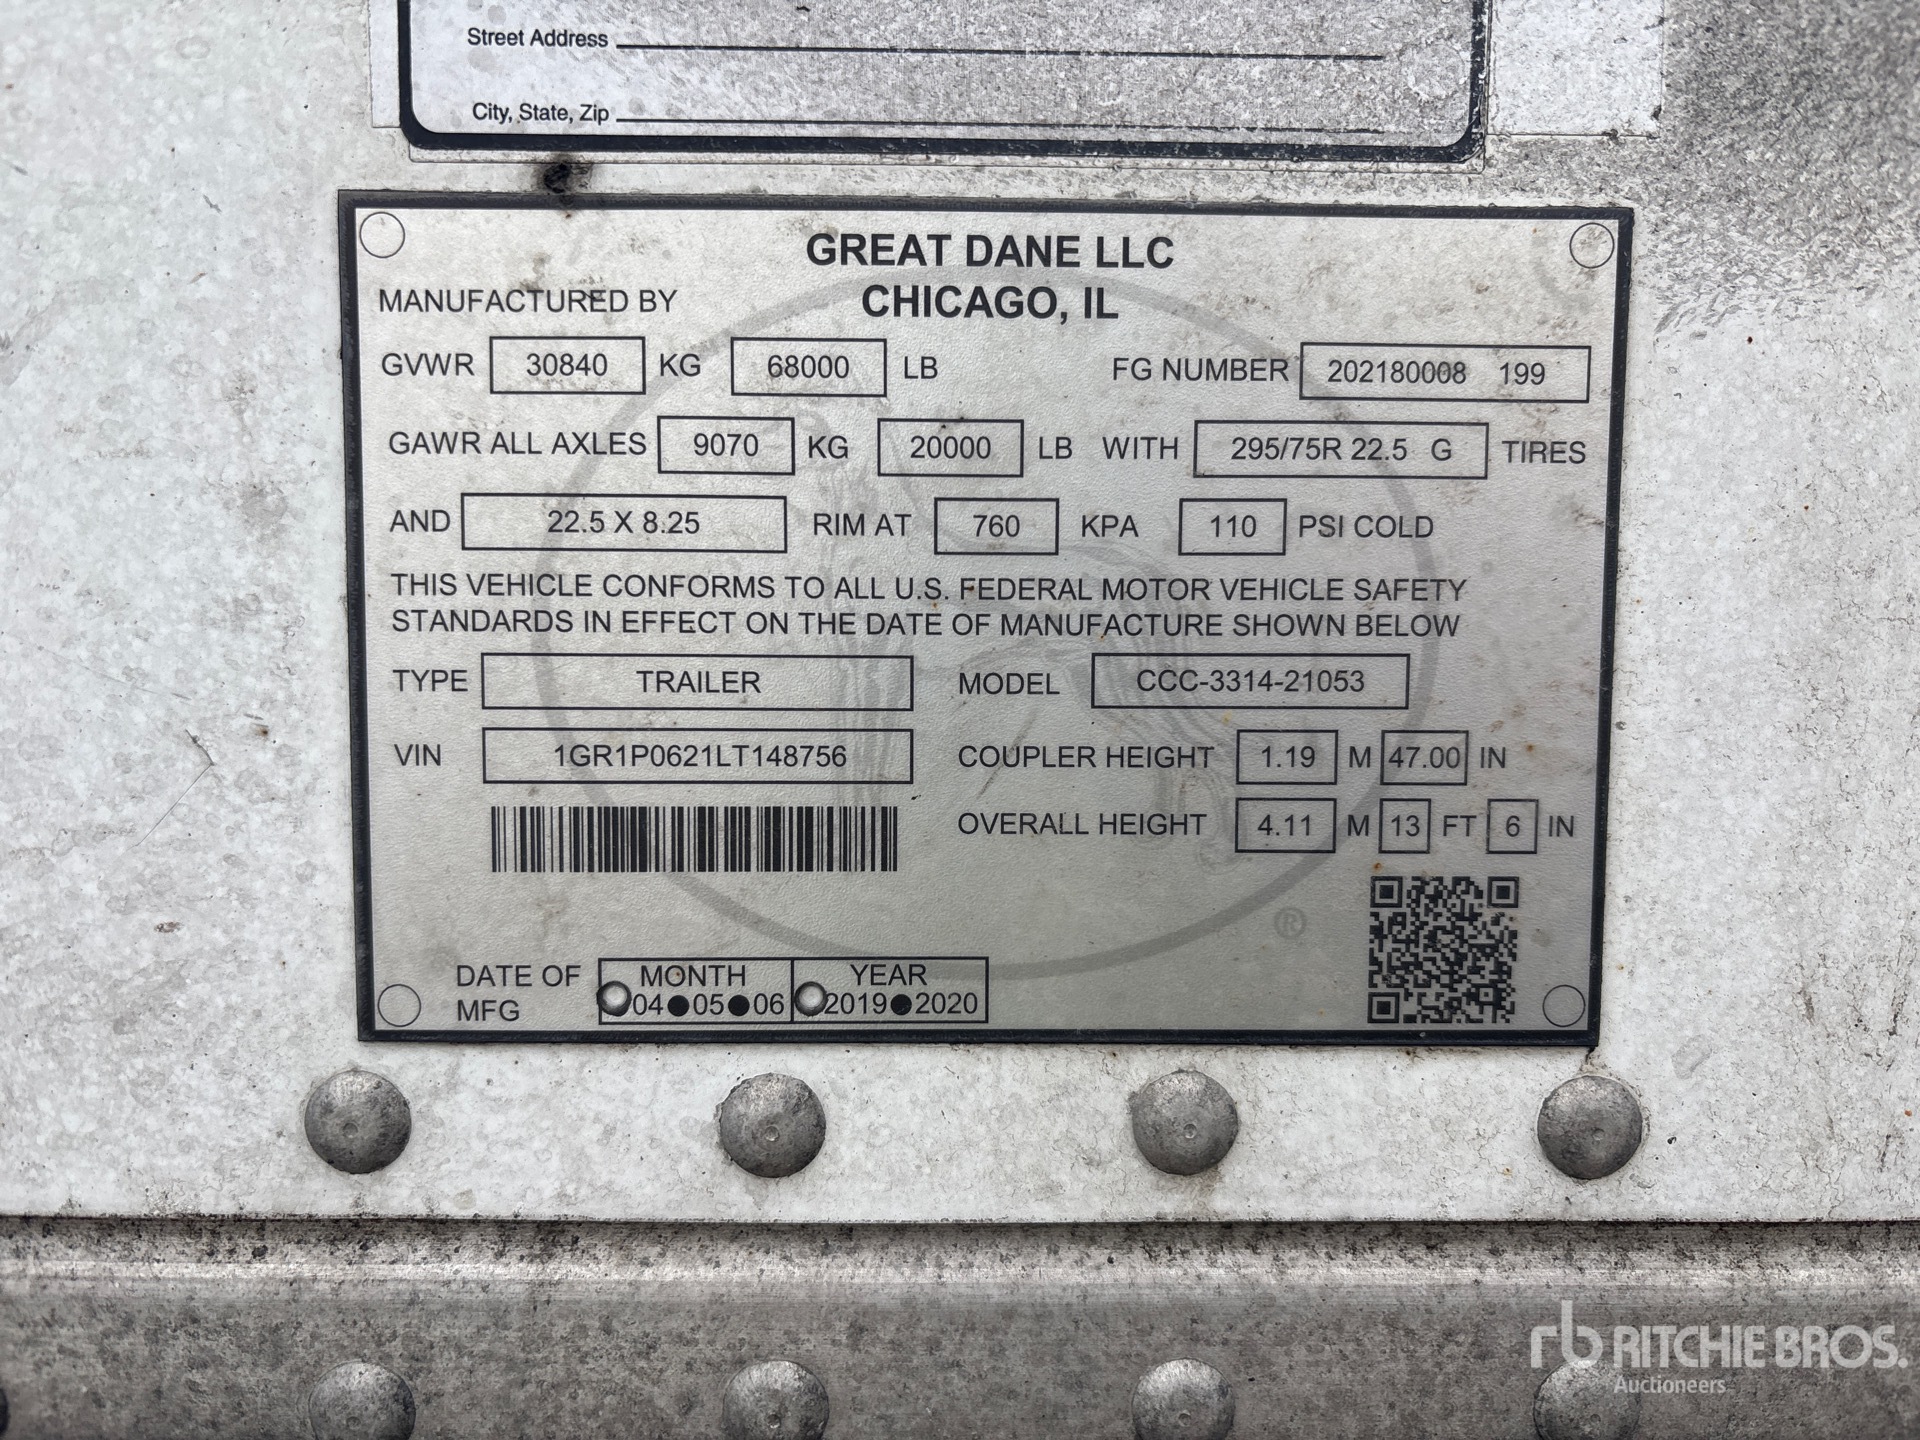 Street Address
City, State, Zip
GREAT DANE LLC
MANUFACTURED BY CHICAGO, IL
GVWR 30840 KG 68000 LB FG NUMBER 202180008 199
GAWR ALL AXLES 9070 KG 20000 LB WITH 295/75R 22.5 G TIRES
AND 22.5 X 8.25 RIM AT 760 KPA 110 PSI COLD
THIS VEHICLE CONFORMS TO ALL U.S. FEDERAL MOTOR VEHICLE SAFETY
STANDARDS IN EFFECT ON THE DATE OF MANUFACTURE SHOWN BELOW
TYPE TRAILER MODEL CCC-3314-21053
VIN 1GR1P0621LT148756 COUPLER HEIGHT 1.19 M 47.00 IN
OVERALL HEIGHT 4.11 M 13 FT 6 IN
®
DATE OF MONTH YEAR
MFG 04●05●06 2019●2020
rb RITCHIE BROS.
Auctioneers